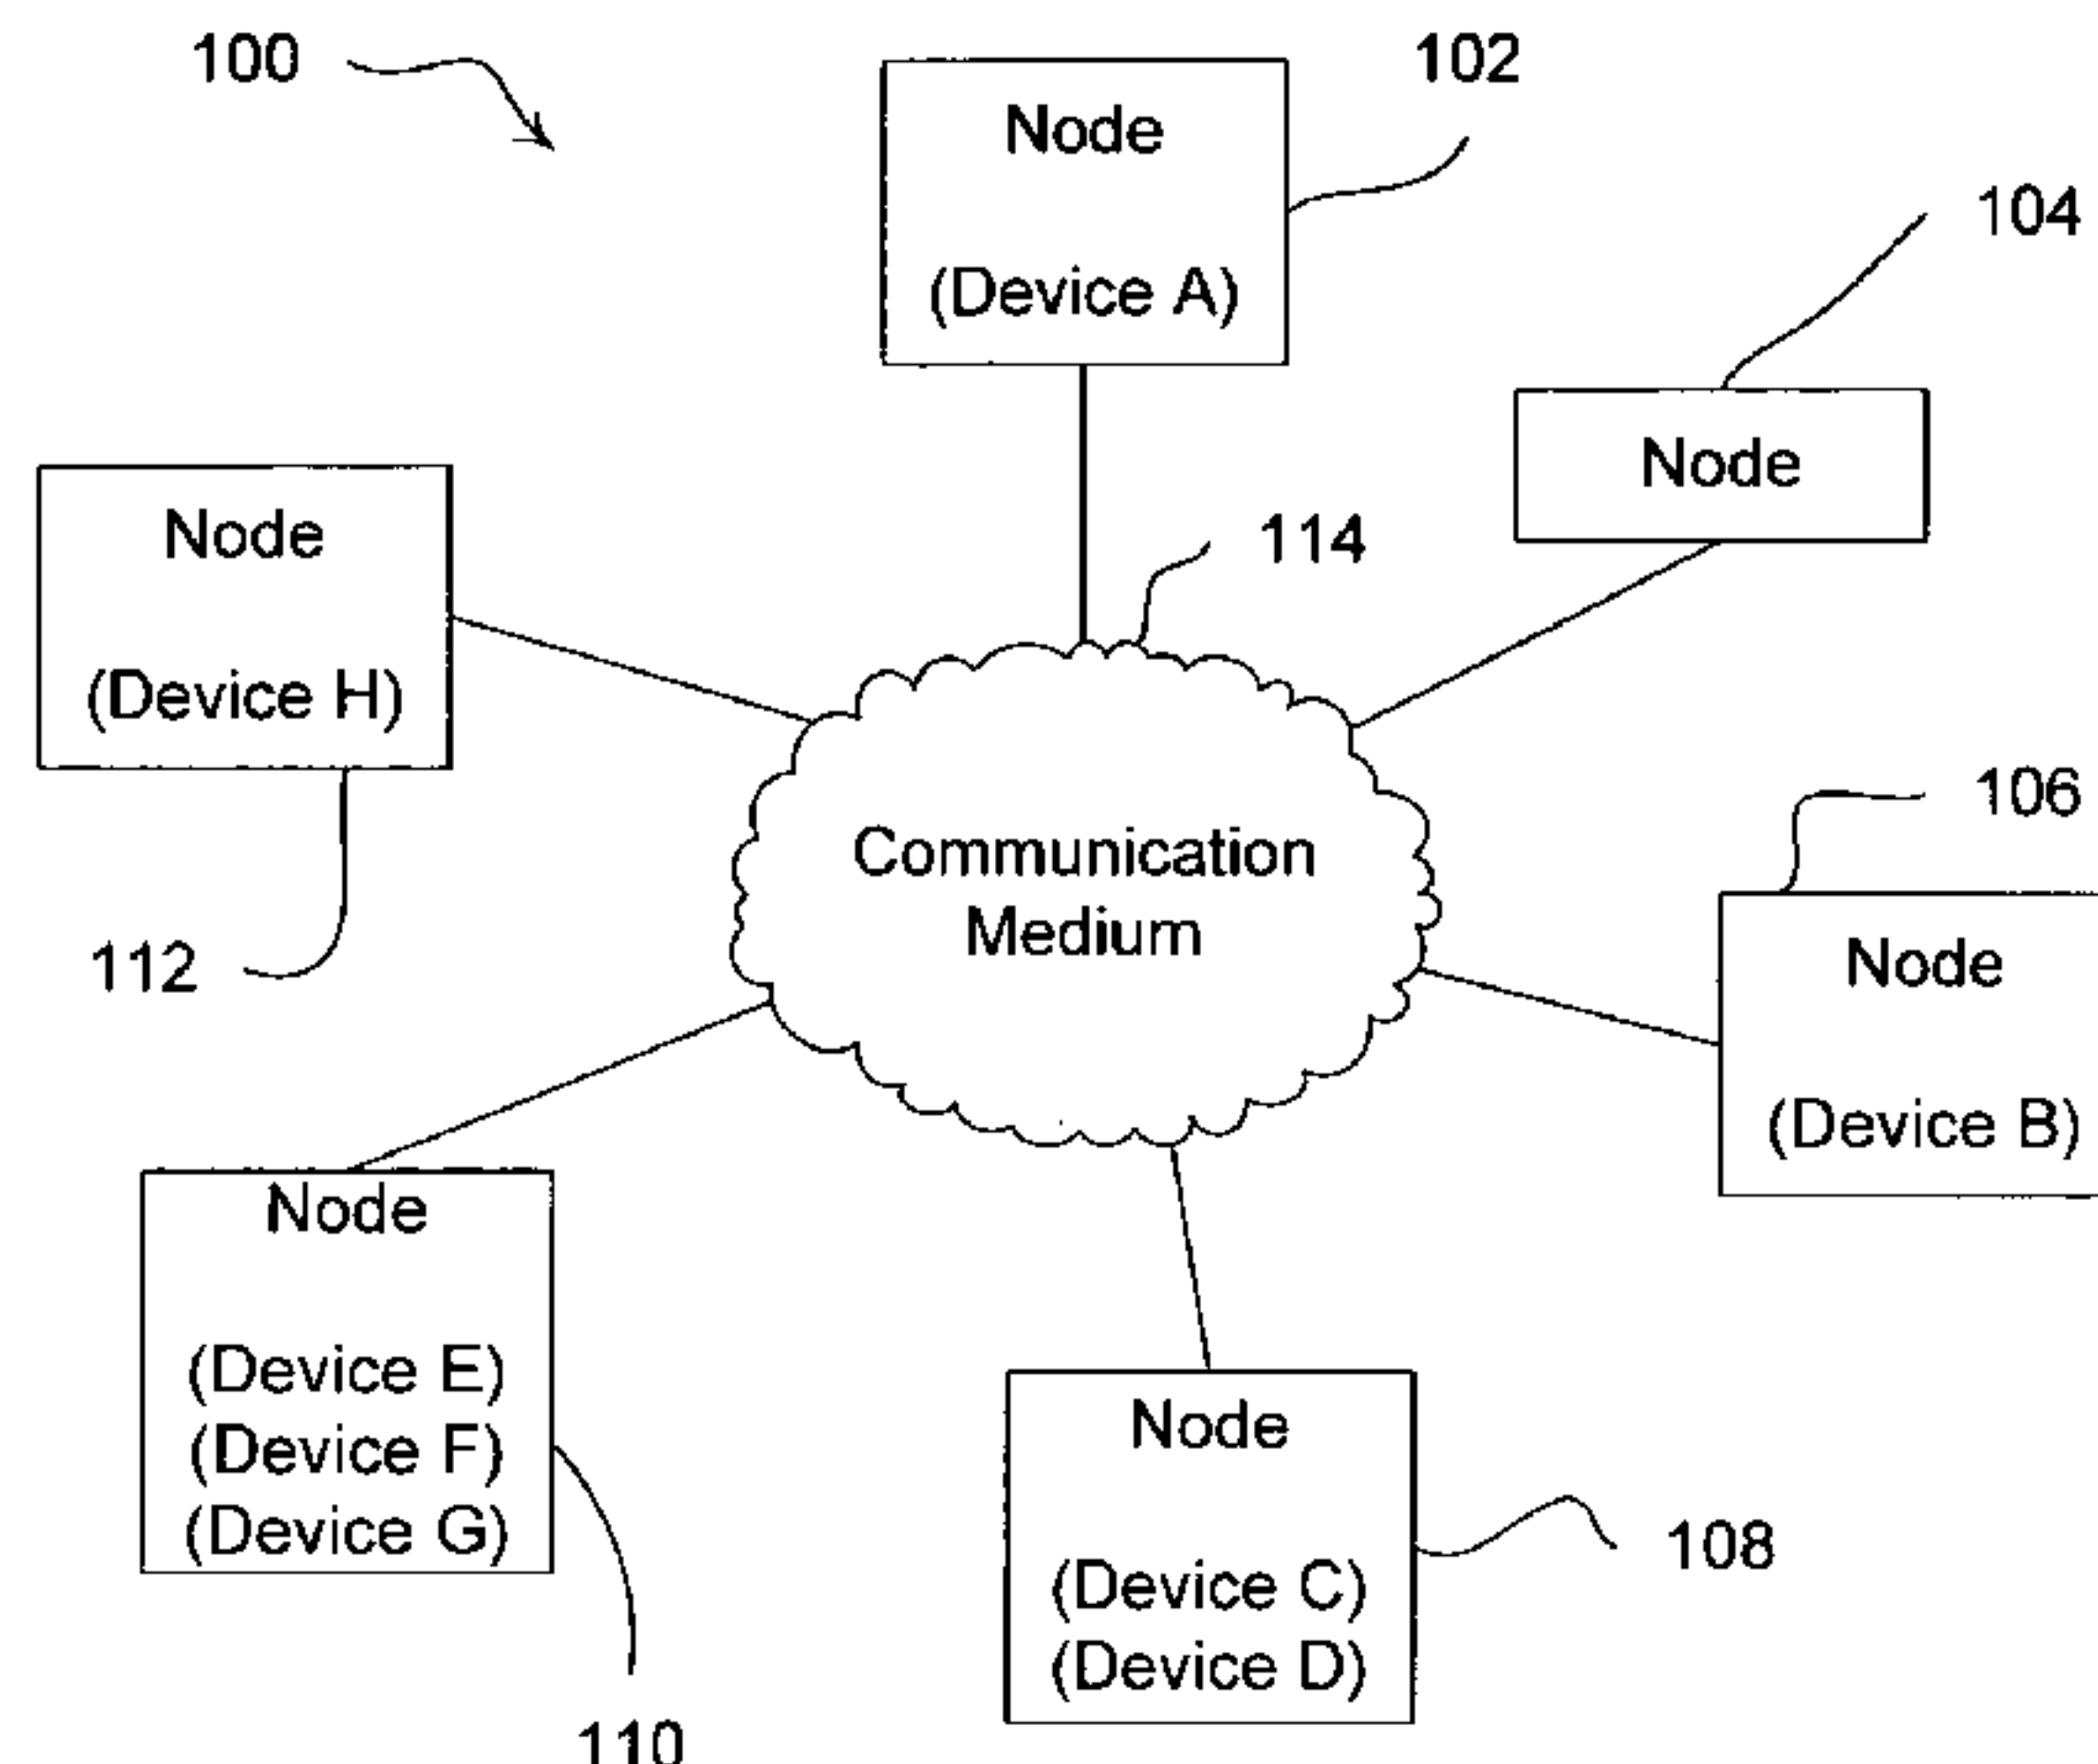 100
102
Node
(Device A)
104
Node
Node
(Device H)
114
106
Communication
Medium
112
Node
(Device B)
Node
(Device E)
(Device F)
(Device G)
Node
(Device C)
(Device D)
108
110